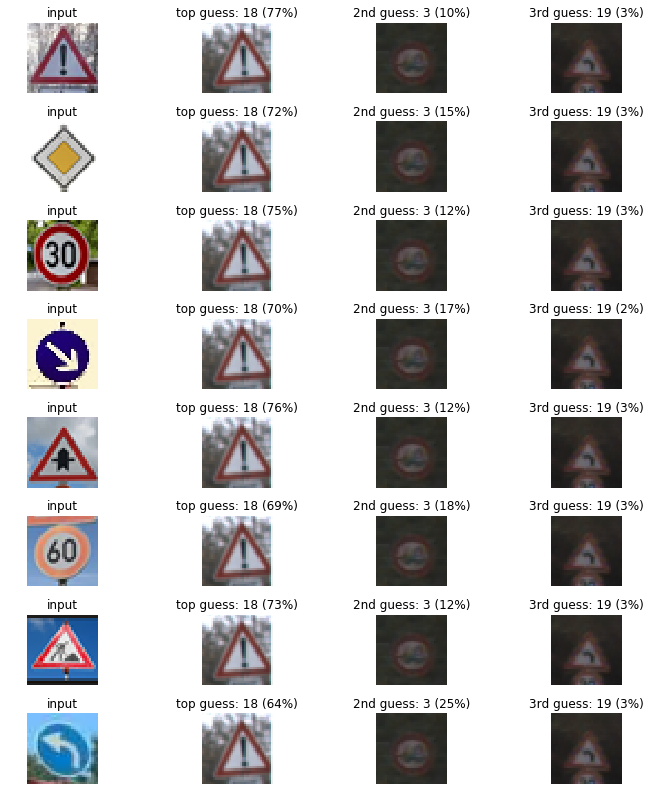 input top guess: 18 (77%) 2nd guess: 3 (10%) 3rd guess: 19 (3%)
input top guess: 18 (72%) 2nd guess: 3 (15%) 3rd guess: 19 (3%)
input top guess: 18 (75%) 2nd guess: 3 (12%) 3rd guess: 19 (3%)
30
input top guess: 18 (70%) 2nd guess: 3 (17%) 3rd guess: 19 (2%)
input top guess: 18 (76%) 2nd guess: 3 (12%) 3rd guess: 19 (3%)
input top guess: 18 (69%) 2nd guess: 3 (18%) 3rd guess: 19 (3%)
60
input top guess: 18 (73%) 2nd guess: 3 (12%) 3rd guess: 19 (3%)
input top guess: 18 (64%) 2nd guess: 3 (25%) 3rd guess: 19 (3%)